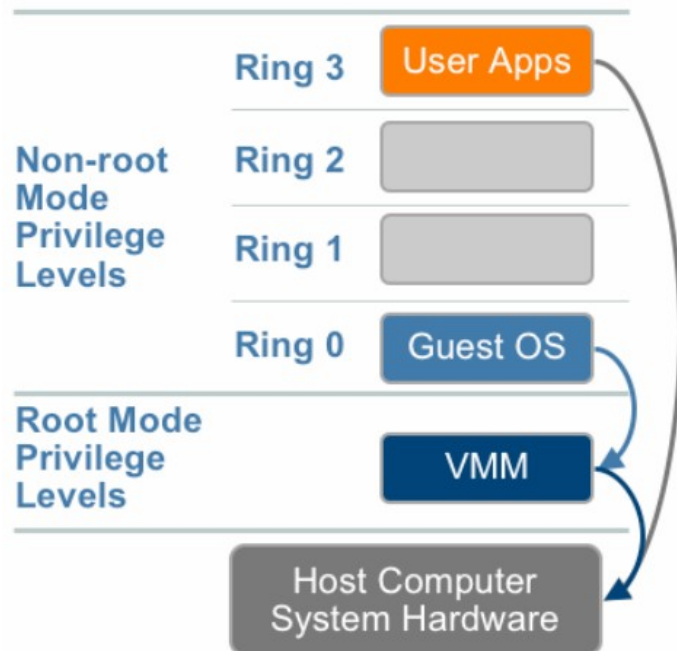 Ring 3
User Apps
Non-root
Mode
Privilege
Levels
Ring 2
Ring 1
Ring 0
Guest OS
Root Mode
Privilege
Levels
VMM
Host Computer
System Hardware